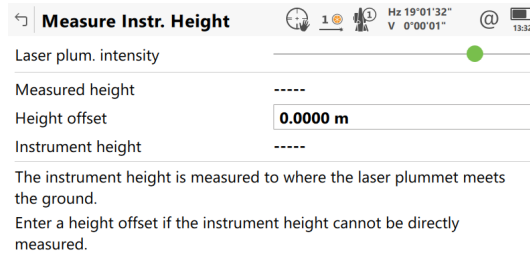 Measure Instr. Height 1 1 Hz 19°01'32" @
V 0°00'01" 13:32
Laser plum. intensity
Measured height -----
Height offset 0.0000 m
Instrument height -----
The instrument height is measured to where the laser plummet meets
the ground.
Enter a height offset if the instrument height cannot be directly
measured.